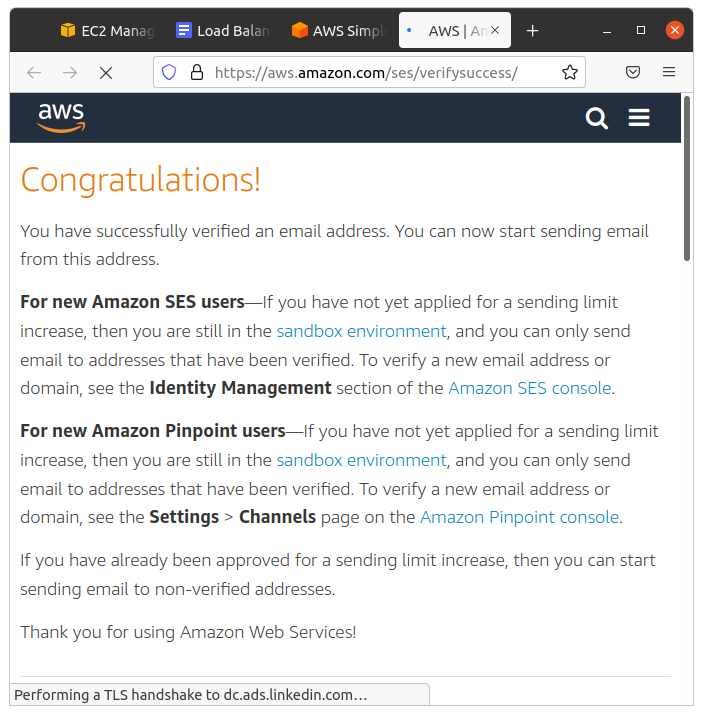 EC2 Manag
Load Balan
AWS Simpl
AWS | Am
https://aws.amazon.com/ses/verifysuccess/
aws
Congratulations!
You have successfully verified an email address. You can now start sending email
from this address.
For new Amazon SES users—If you have not yet applied for a sending limit
increase, then you are still in the sandbox environment, and you can only send
email to addresses that have been verified. To verify a new email address or
domain, see the Identity Management section of the Amazon SES console.
For new Amazon Pinpoint users—If you have not yet applied for a sending limit
increase, then you are still in the sandbox environment, and you can only send
email to addresses that have been verified. To verify a new email address or
domain, see the Settings > Channels page on the Amazon Pinpoint console.
If you have already been approved for a sending limit increase, then you can start
sending email to non-verified addresses.
Thank you for using Amazon Web Services!
Performing a TLS handshake to dc.ads.linkedin.com…